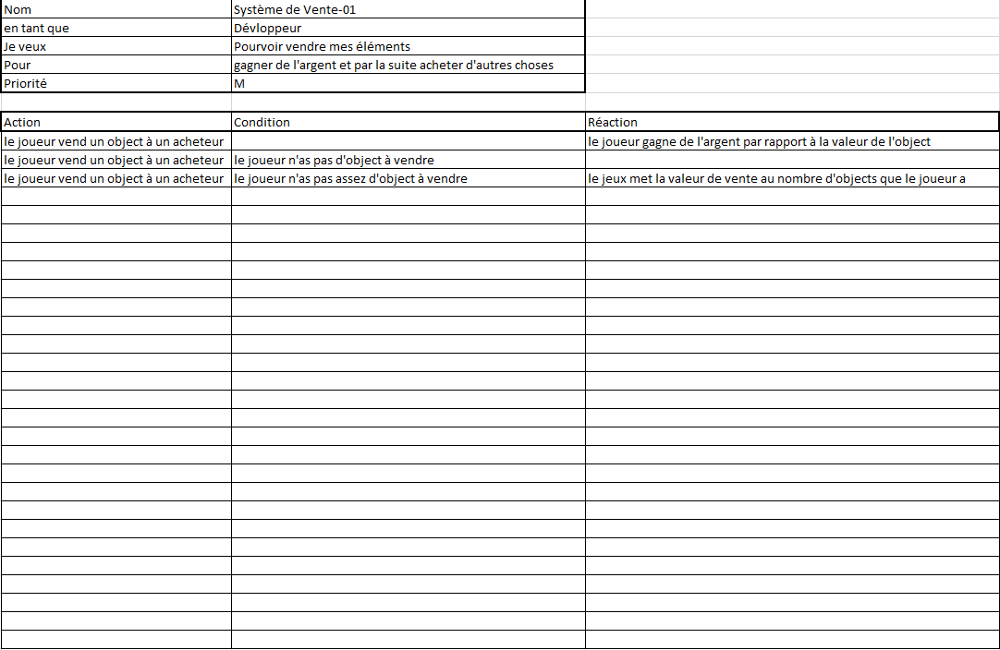 Nom Système de Vente-01
en tant que Dévloppeur
Je veux Pourvoir vendre mes éléments
Pour gagner de l'argent et par la suite acheter d'autres choses
Priorité M
Action Condition Réaction
le joueur vend un object à un acheteur le joueur gagne de l'argent par rapport à la valeur de l'object
le joueur vend un object à un acheteur le joueur n'as pas d'object à vendre
le joueur vend un object à un acheteur le joueur n'as pas assez d'object à vendre le jeux met la valeur de vente au nombre d'objects que le joueur a